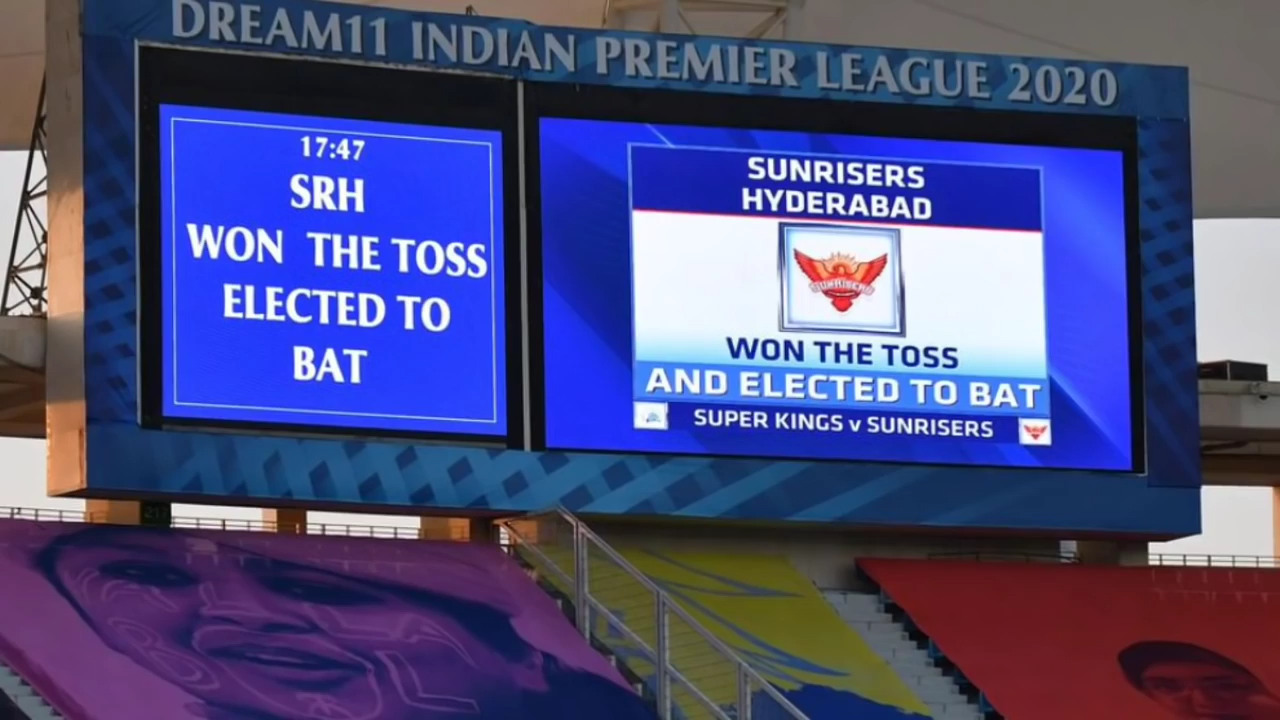 DREAM11 INDIAN PREMIER LEAGUE 2020
17:47
SRH
WON THE TOSS
ELECTED TO
BAT
SUNRISERS
HYDERABAD
SUNRISERS
WON THE TOSS
AND ELECTED TO BAT
SUPER KINGS v SUNRISERS